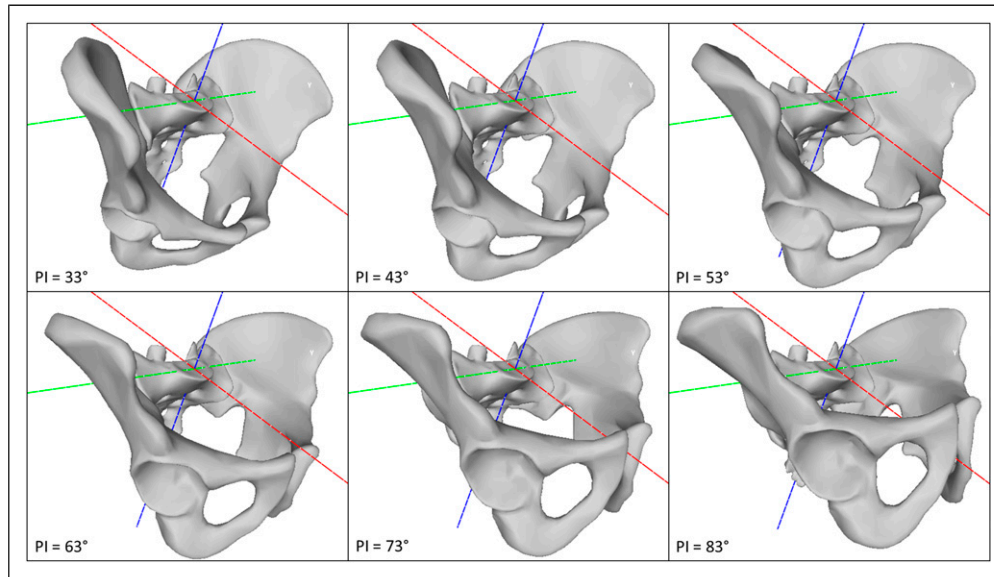 PI = 33°
PI = 43°
PI = 53°
PI = 63°
PI = 73°
PI = 83°